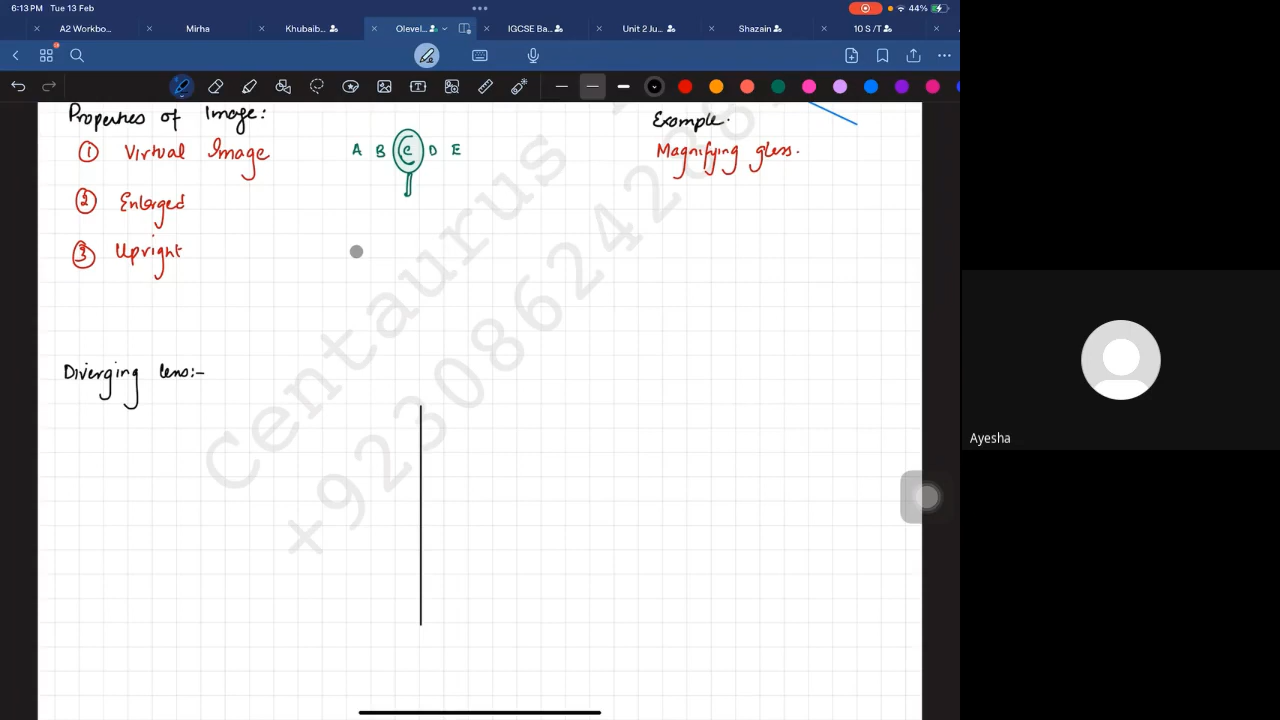 6:13 PM Tue 13 Feb
44%
A2 Workbo...
Mirha
Khubaib...
Olevel...
IGCSE Ba...
Unit 2 Ju...
Shazain
10 S /T
Properties of Image:
1 Virtual Image
2 Enlarged
3 Upright
A B C D E
Example.
Magnifying glass.
Diverging lens:-
Centaurus
Ayesha